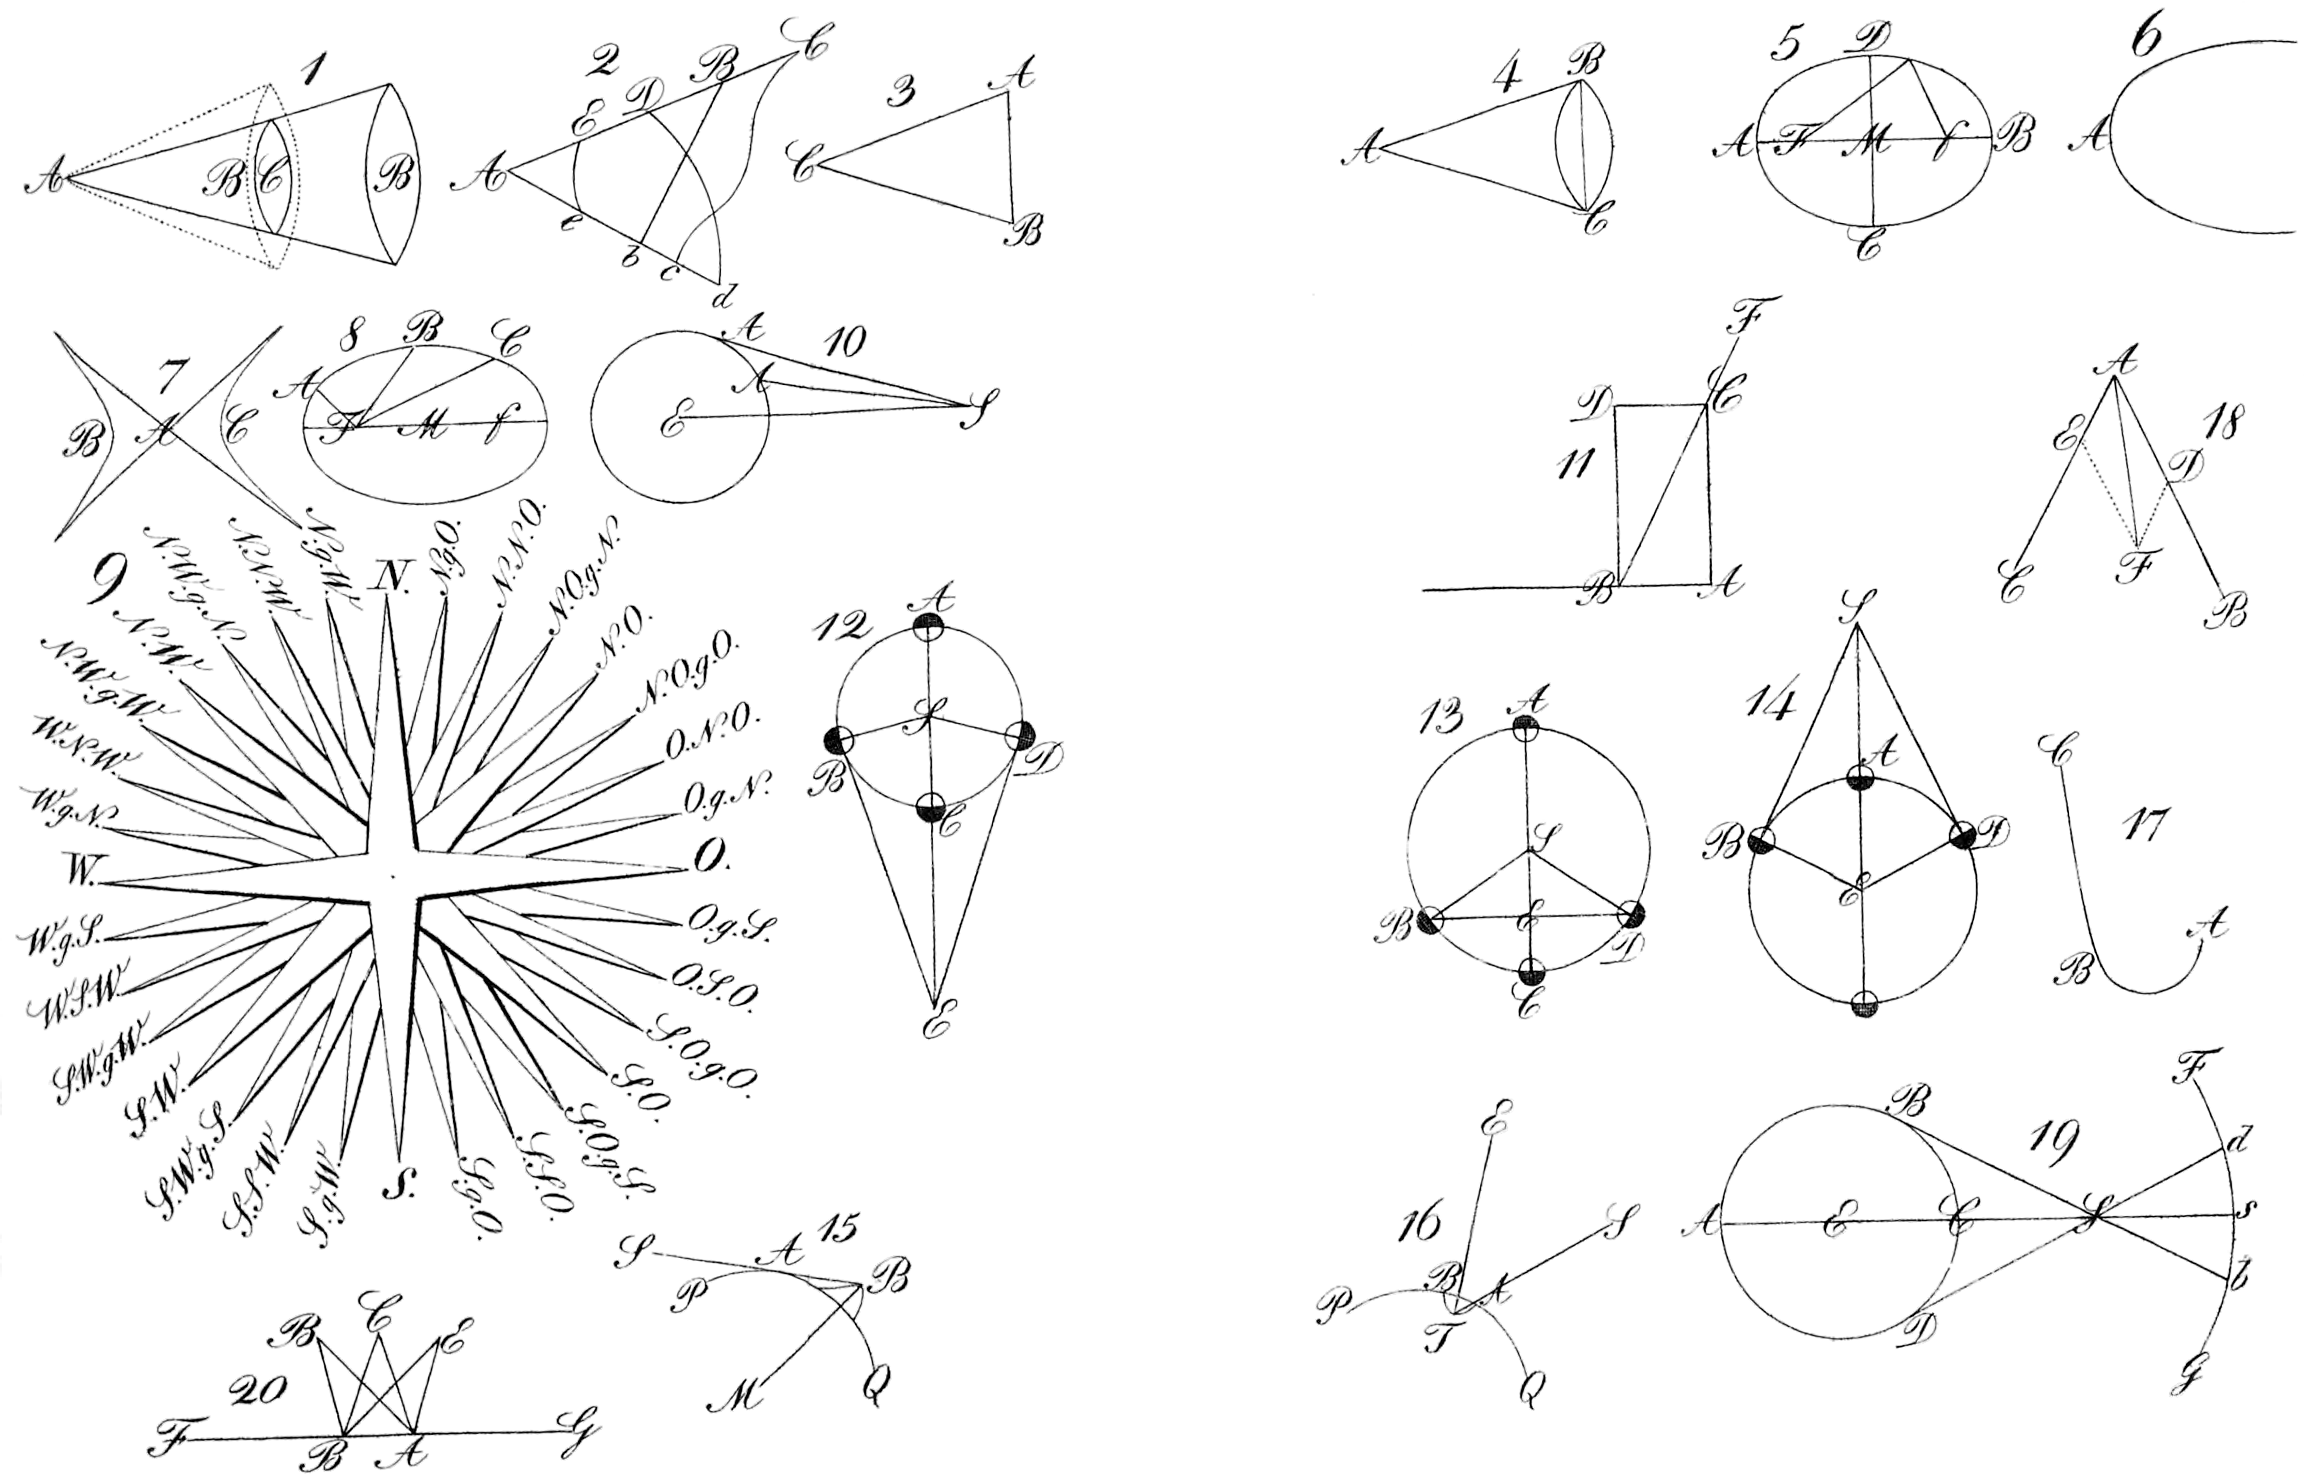 1
A
B
C
B
2
A
E
D
B
C
e
b
c
d
3
A
C
B
4
A
B
C
5
D
A
F
M
f
B
C
6
A
7
B
A
C
8
A
B
C
F
M
f
10
A
A
E
S
11
F
D
C
B
A
18
A
E
D
C
F
B
9
N.
N.g.O.
N.N.O.
N.O.g.N.
N.O.
N.O.g.O.
O.N.O.
O.g.N.
O.
O.g.S.
O.S.O.
S.O.g.O.
S.O.
S.O.g.S.
S.S.O.
S.g.O.
S.
S.g.W.
S.S.W.
S.W.g.S.
S.W.
S.W.g.W.
W.S.W.
W.g.S.
W.
W.g.N.
W.N.W.
N.W.g.W.
N.W.
N.W.g.N.
N.N.W.
N.g.W.
12
A
S
B
D
C
E
13
A
S
B
E
D
C
14
S
A
B
D
E
17
C
B
A
15
S
A
P
B
M
Q
16
E
S
B
A
P
T
Q
19
F
B
d
A
E
C
S
s
b
D
G
20
B
C
E
F
B
A
G